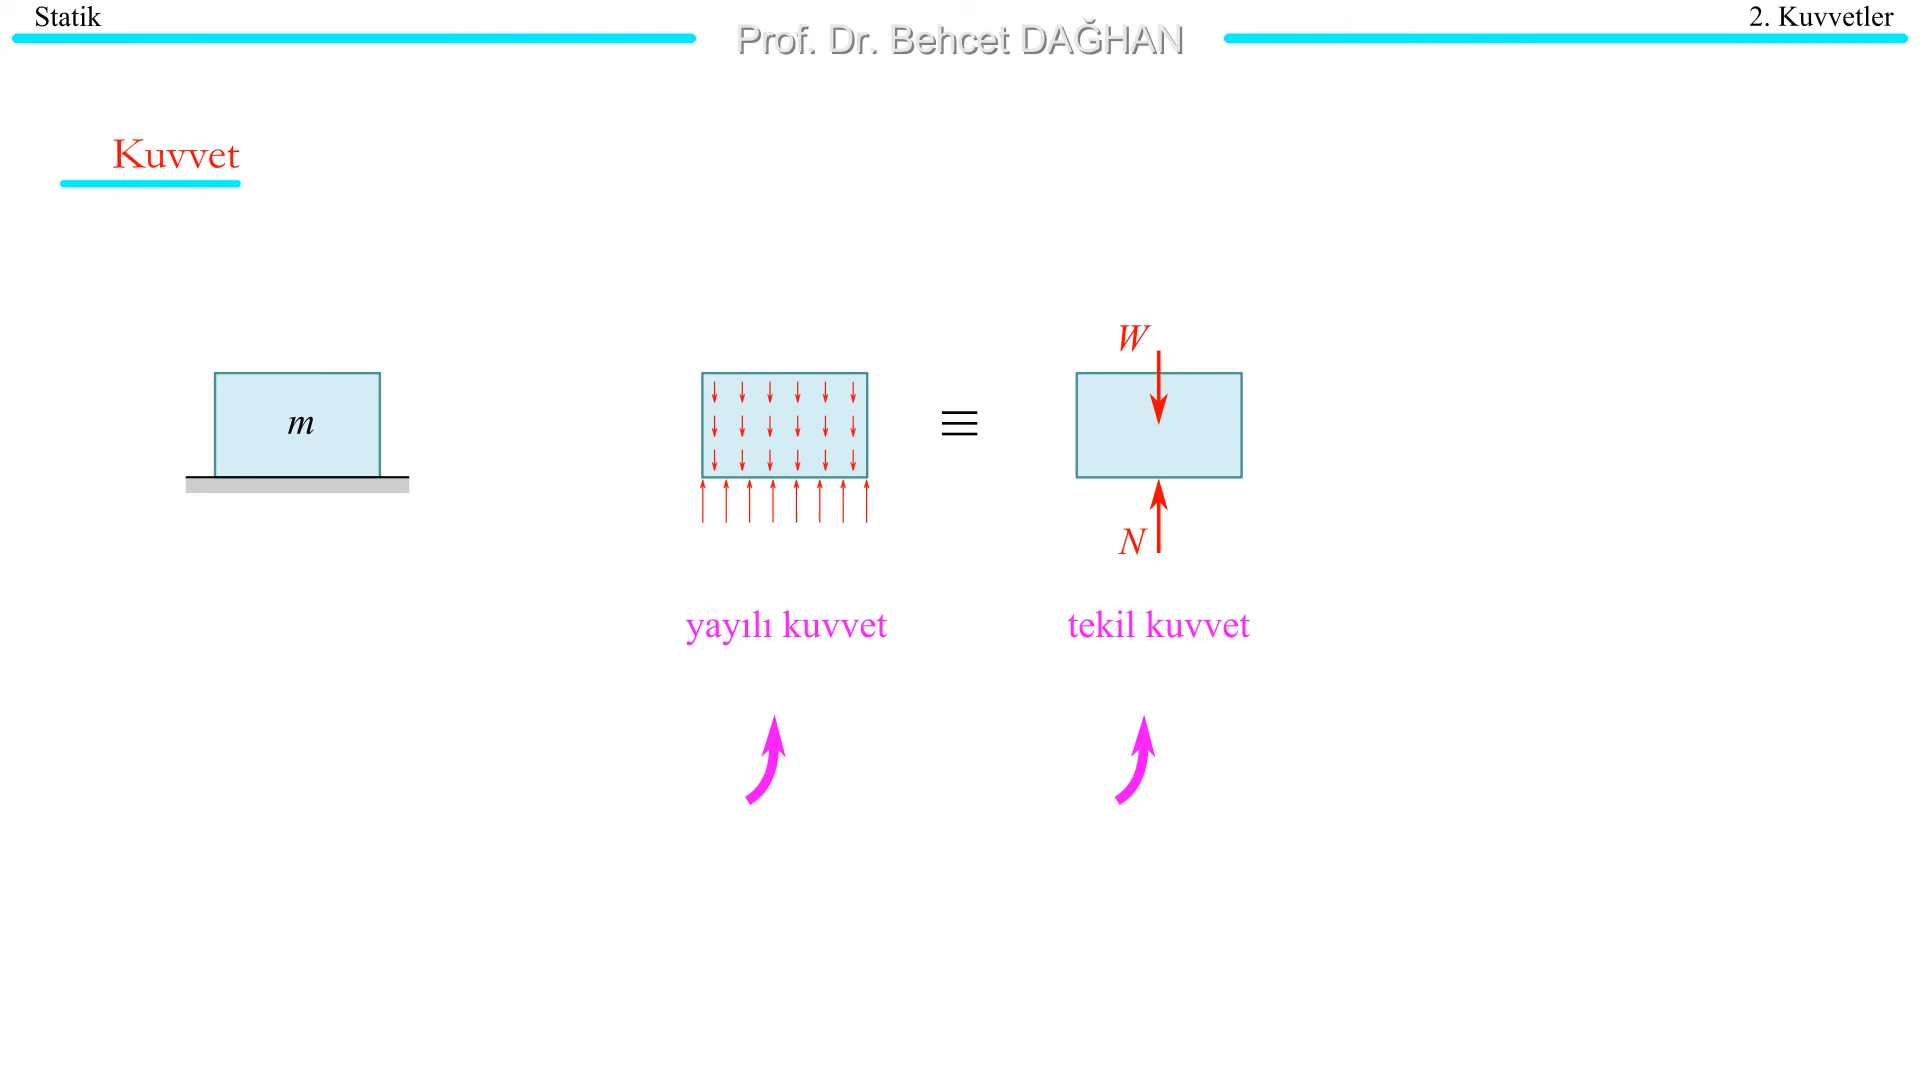 Statik
Prof. Dr. Behcet DAĞHAN
2. Kuvvetler
Kuvvet
m
≡
W
N
yayılı kuvvet
tekil kuvvet